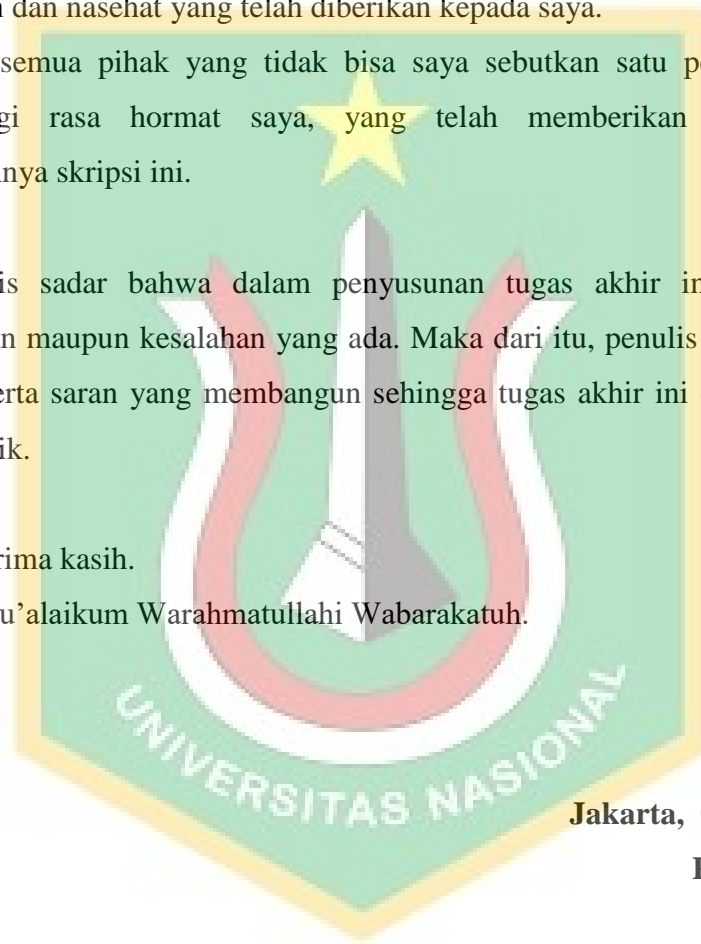 dan nasehat yang telah diberikan kepada saya.
semua pihak yang tidak bisa saya sebutkan satu
rasa hormat saya, yang telah memberikan
nya skripsi ini.
is sadar bahwa dalam penyusunan tugas akhir
n maupun kesalahan yang ada. Maka dari itu, penulis
erta saran yang membangun sehingga tugas akhir ini
ik.
rima kasih.
u’alaikum Warahmatullahi Wabarakatuh.
UNIVERSITAS NASIONAL
Jakarta,